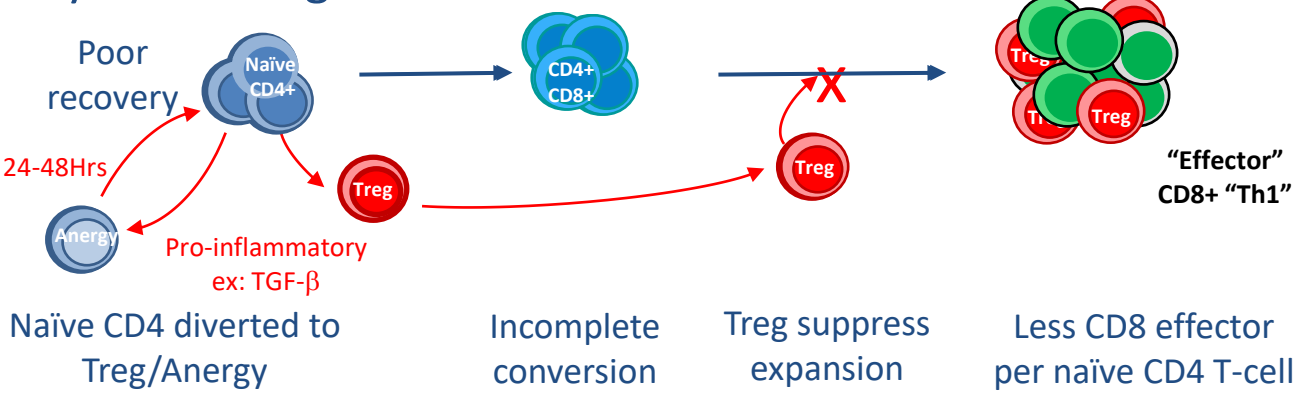 Poor
recovery
Naïve
CD4+
CD4+
CD8+
X
Treg
Treg
Treg
24-48Hrs
Treg
Treg
Anergy
"Effector"
CD8+ "Th1"
Pro-inflammatory
ex: TGF-β
Naïve CD4 diverted to
Treg/Anergy
Incomplete
conversion
Treg suppress
expansion
Less CD8 effector
per naïve CD4 T-cell